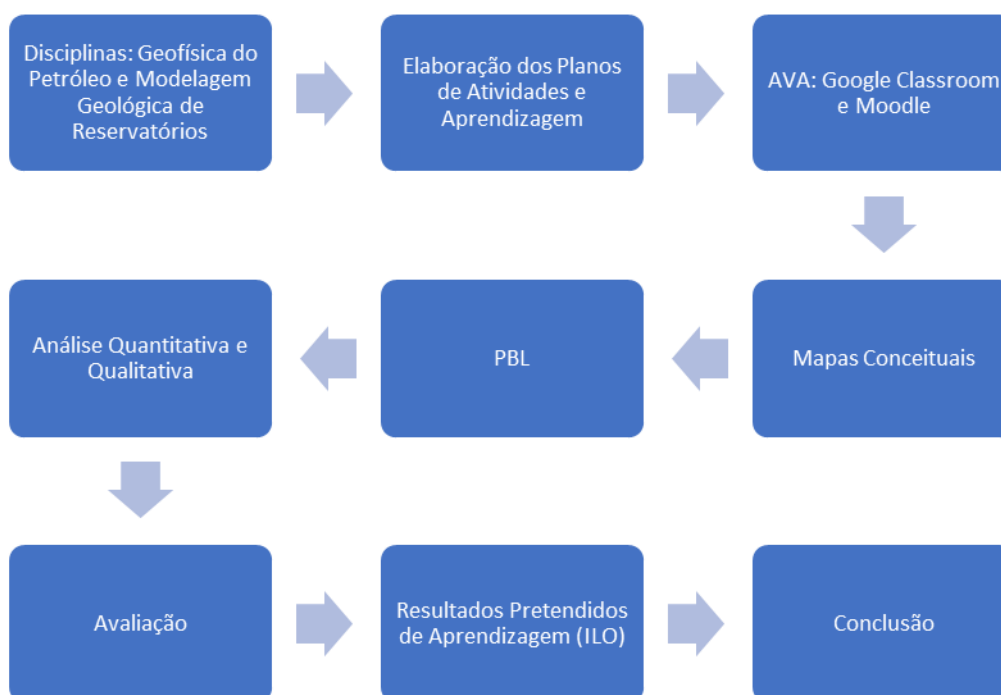 Disciplinas: Geofísica do
Petróleo e Modelagem
Geológica de
Reservatórios
Elaboração dos Planos
de Atividades e
Aprendizagem
AVA: Google Classroom
e Moodle
Mapas Conceituais
PBL
Análise Quantitativa e
Qualitativa
Avaliação
Resultados Pretendidos
de Aprendizagem (ILO)
Conclusão